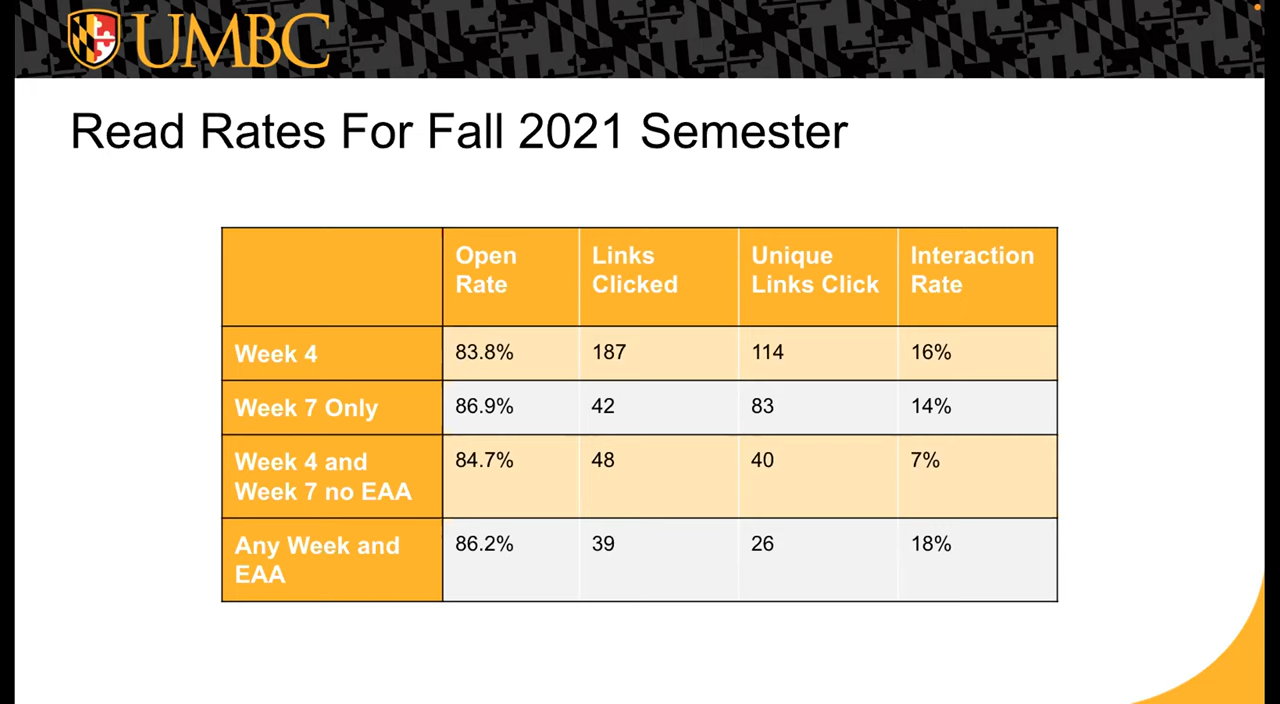 UMBC
Read Rates For Fall 2021 Semester
Open Rate
Links Clicked
Unique Links Click
Interaction Rate
Week 4
83.8%
187
114
16%
Week 7 Only
86.9%
42
83
14%
Week 4 and
Week 7 no EAA
84.7%
48
40
7%
Any Week and
EAA
86.2%
39
26
18%